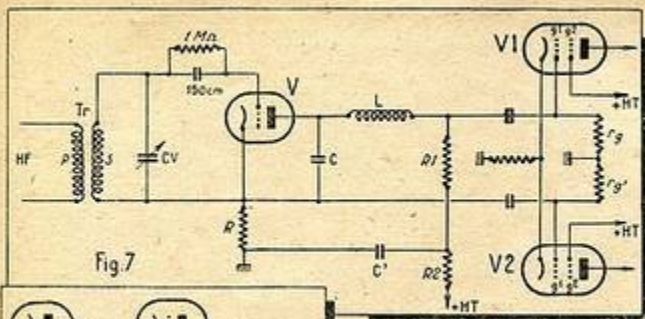 1 MΩ
150cm
V
V1
g1 g2
+HT
Tr
L
HF
P
S
CV
C
R1
rg
rg'
R
+HT
Fig:7
C'
R2
V2
g1 g2
+HT